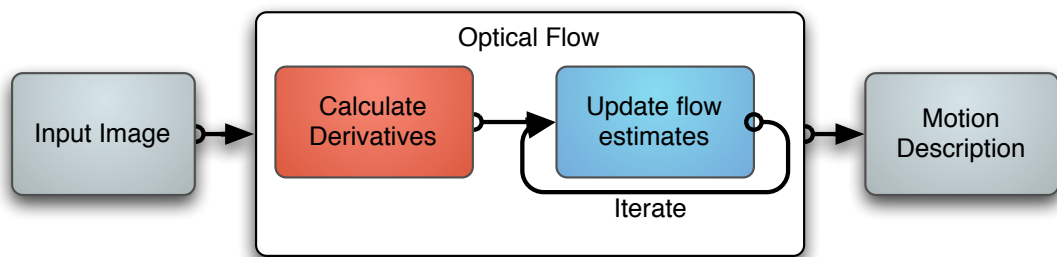 Optical Flow
Input Image
Calculate
Derivatives
Update flow
estimates
Iterate
Motion
Description